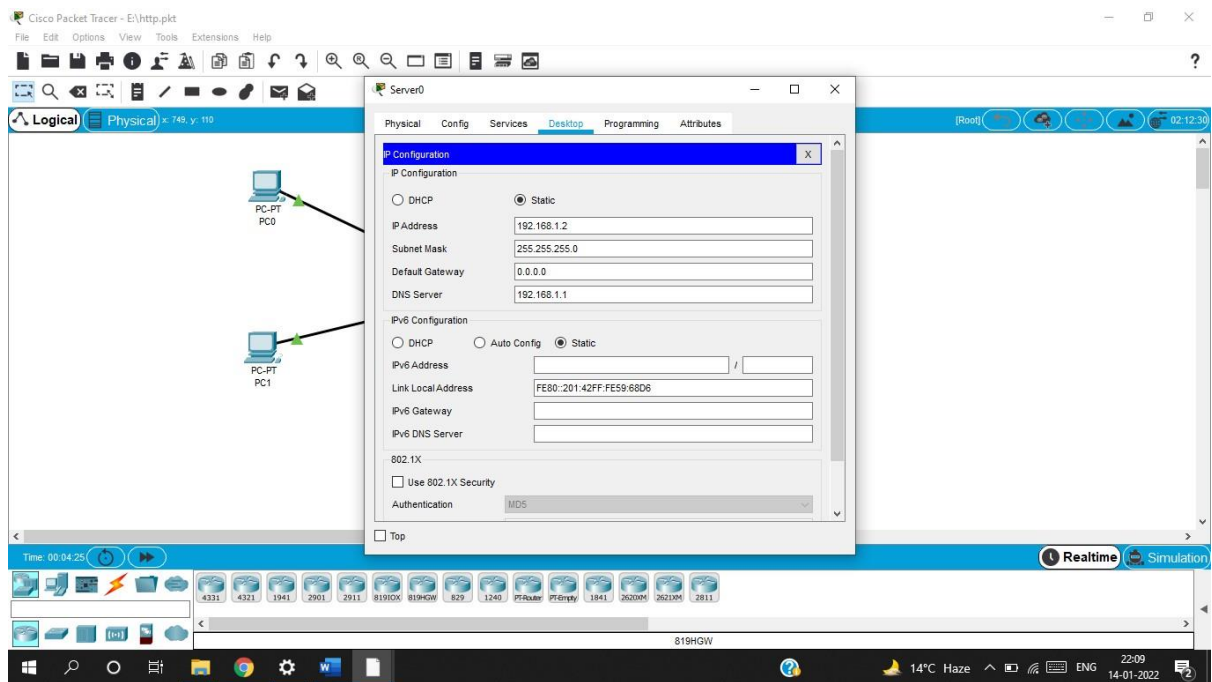 Cisco Packet Tracer - E:\http.pkt
File Edit Options View Tools Extensions Help
?
Server0
Logical Physical x: 749, y: 110
[Root] 02:12:30
Physical Config Services Desktop Programming Attributes
IP Configuration X
IP Configuration
DHCP Static
IP Address 192.168.1.2
Subnet Mask 255.255.255.0
Default Gateway 0.0.0.0
DNS Server 192.168.1.1
IPv6 Configuration
DHCP Auto Config Static
IPv6 Address /
Link Local Address FE80::201:42FF:FE59:68D6
IPv6 Gateway
IPv6 DNS Server
802.1X
Use 802.1X Security
Authentication MD5
Top
PC-PT
PC0
PC-PT
PC1
Time: 00:04:25
Realtime Simulation
4331 4321 1941 2901 2911 819IOX 819HGW 829 1240 PT-Router PT-Empty 1841 2620XM 2621XM 2811
819HGW
14°C Haze ENG 22:09
14-01-2022
2